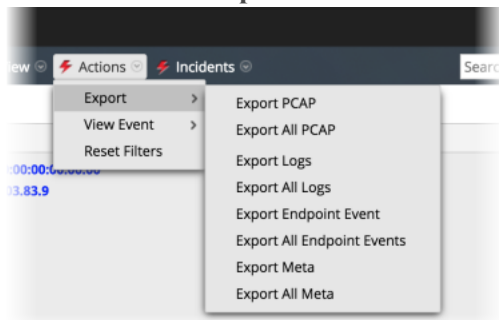 Actions Incidents
Export Export PCAP
View Event Export All PCAP
Reset Filters Export Logs
Export All Logs
Export Endpoint Event
Export All Endpoint Events
Export Meta
Export All Meta